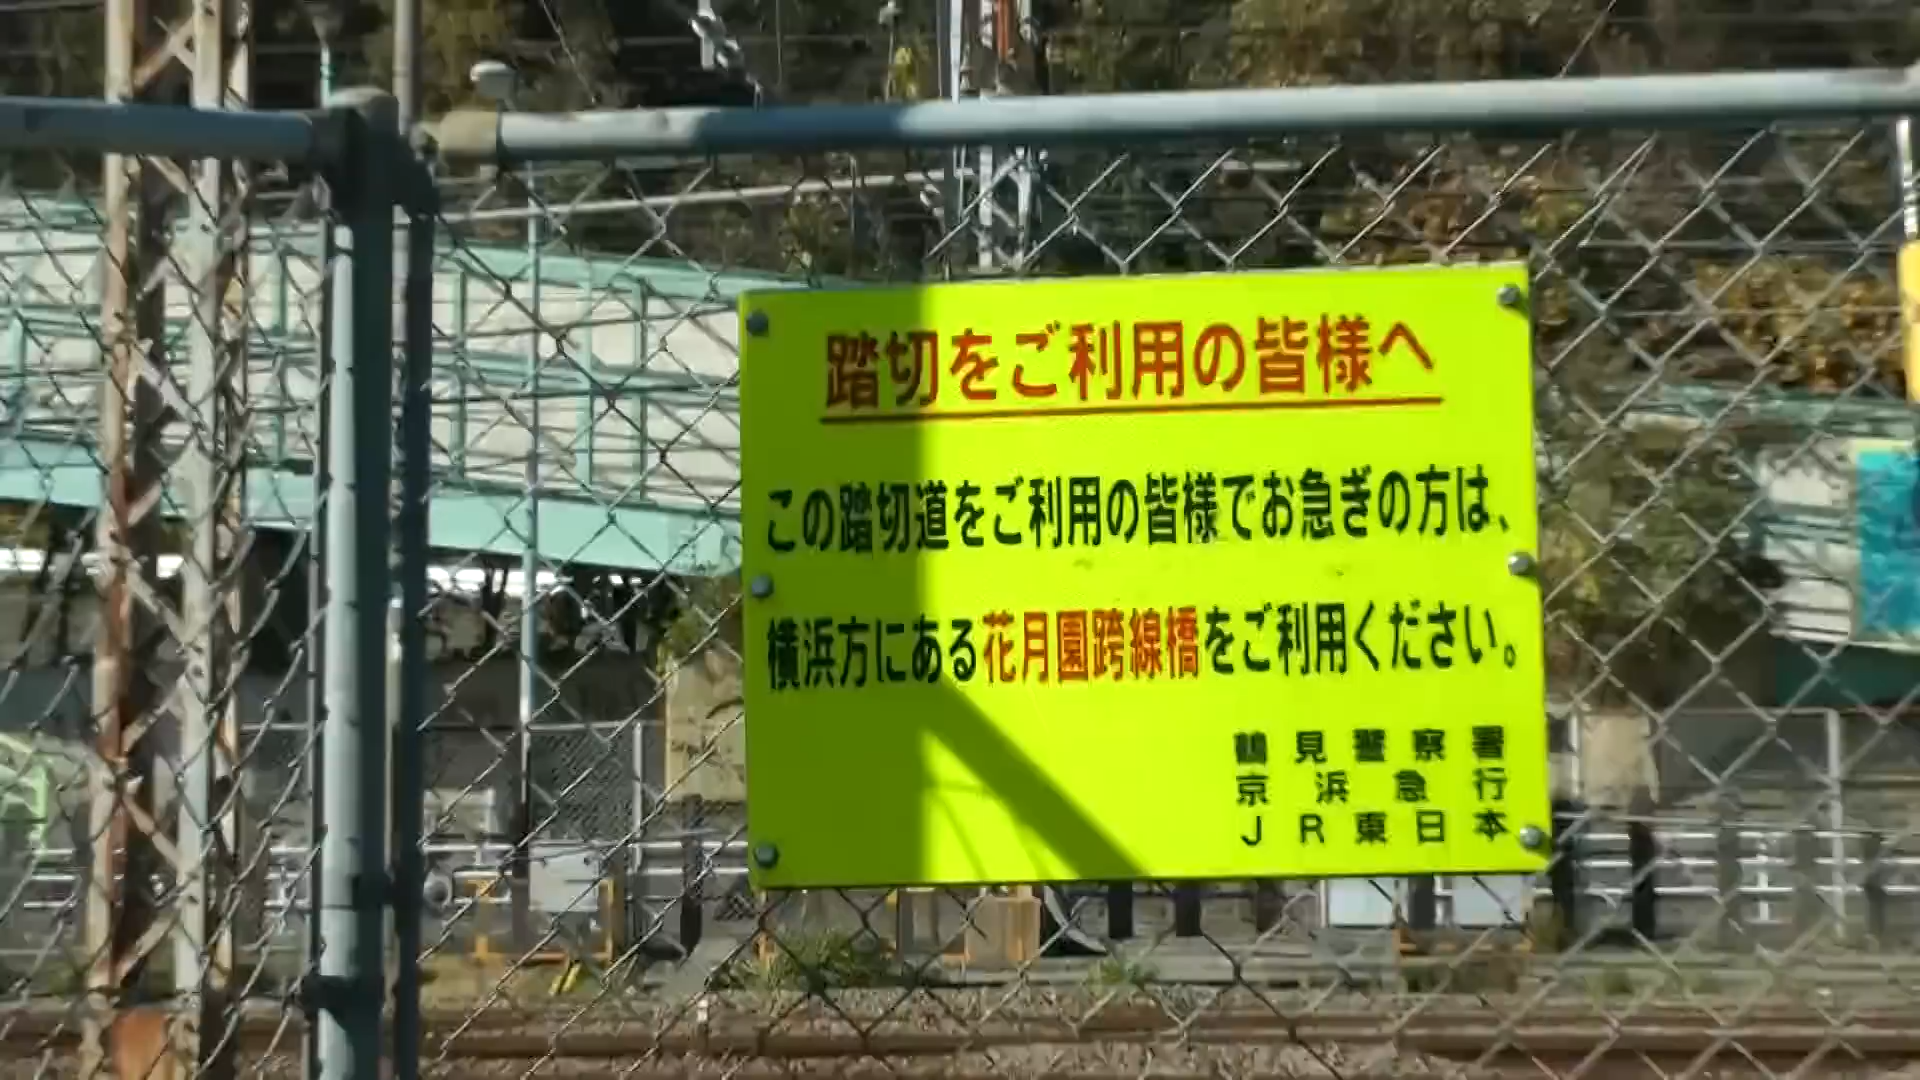 踏切をご利用の皆様へ
この踏切道をご利用の皆様でお急ぎの方は、
横浜方にある花月園跨線橋をご利用ください。
鶴見警察署
京浜急行
JR東日本